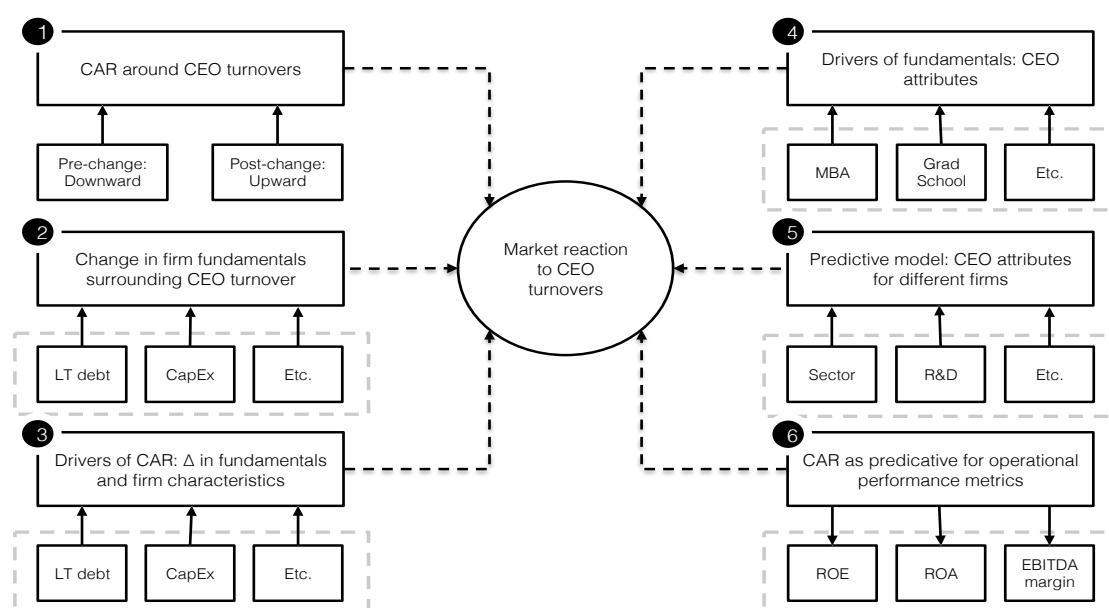 1
CAR around CEO turnovers
Pre-change:
Downward
Post-change:
Upward
2
Change in firm fundamentals
surrounding CEO turnover
LT debt
CapEx
Etc.
3
Drivers of CAR: Δ in fundamentals
and firm characteristics
LT debt
CapEx
Etc.
Market reaction
to CEO
turnovers
4
Drivers of fundamentals: CEO
attributes
MBA
Grad
School
Etc.
5
Predictive model: CEO attributes
for different firms
Sector
R&D
Etc.
6
CAR as predicative for operational
performance metrics
ROE
ROA
EBITDA
margin